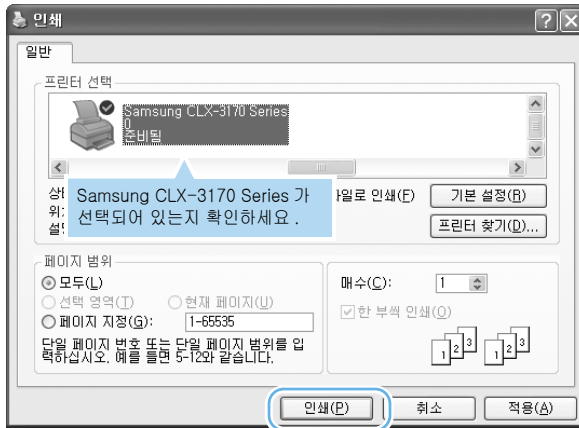 인쇄
일반
프린터 선택
Samsung CLX-3170 Series
0
준비됨
Samsung CLX-3170 Series 가
선택되어 있는지 확인하세요 .
일로 인쇄(F)
기본 설정(R)
프린터 찾기(D)...
페이지 범위
모두(L)
선택 영역(T)
현재 페이지(U)
페이지 지정(G):
1-65535
단일 페이지 번호 또는 단일 페이지 범위를 입
력하십시오. 예를 들면 5-12와 같습니다.
매수(C):
1
한 부씩 인쇄(O)
1 2 3 1 2 3
인쇄(P)
취소
적용(A)